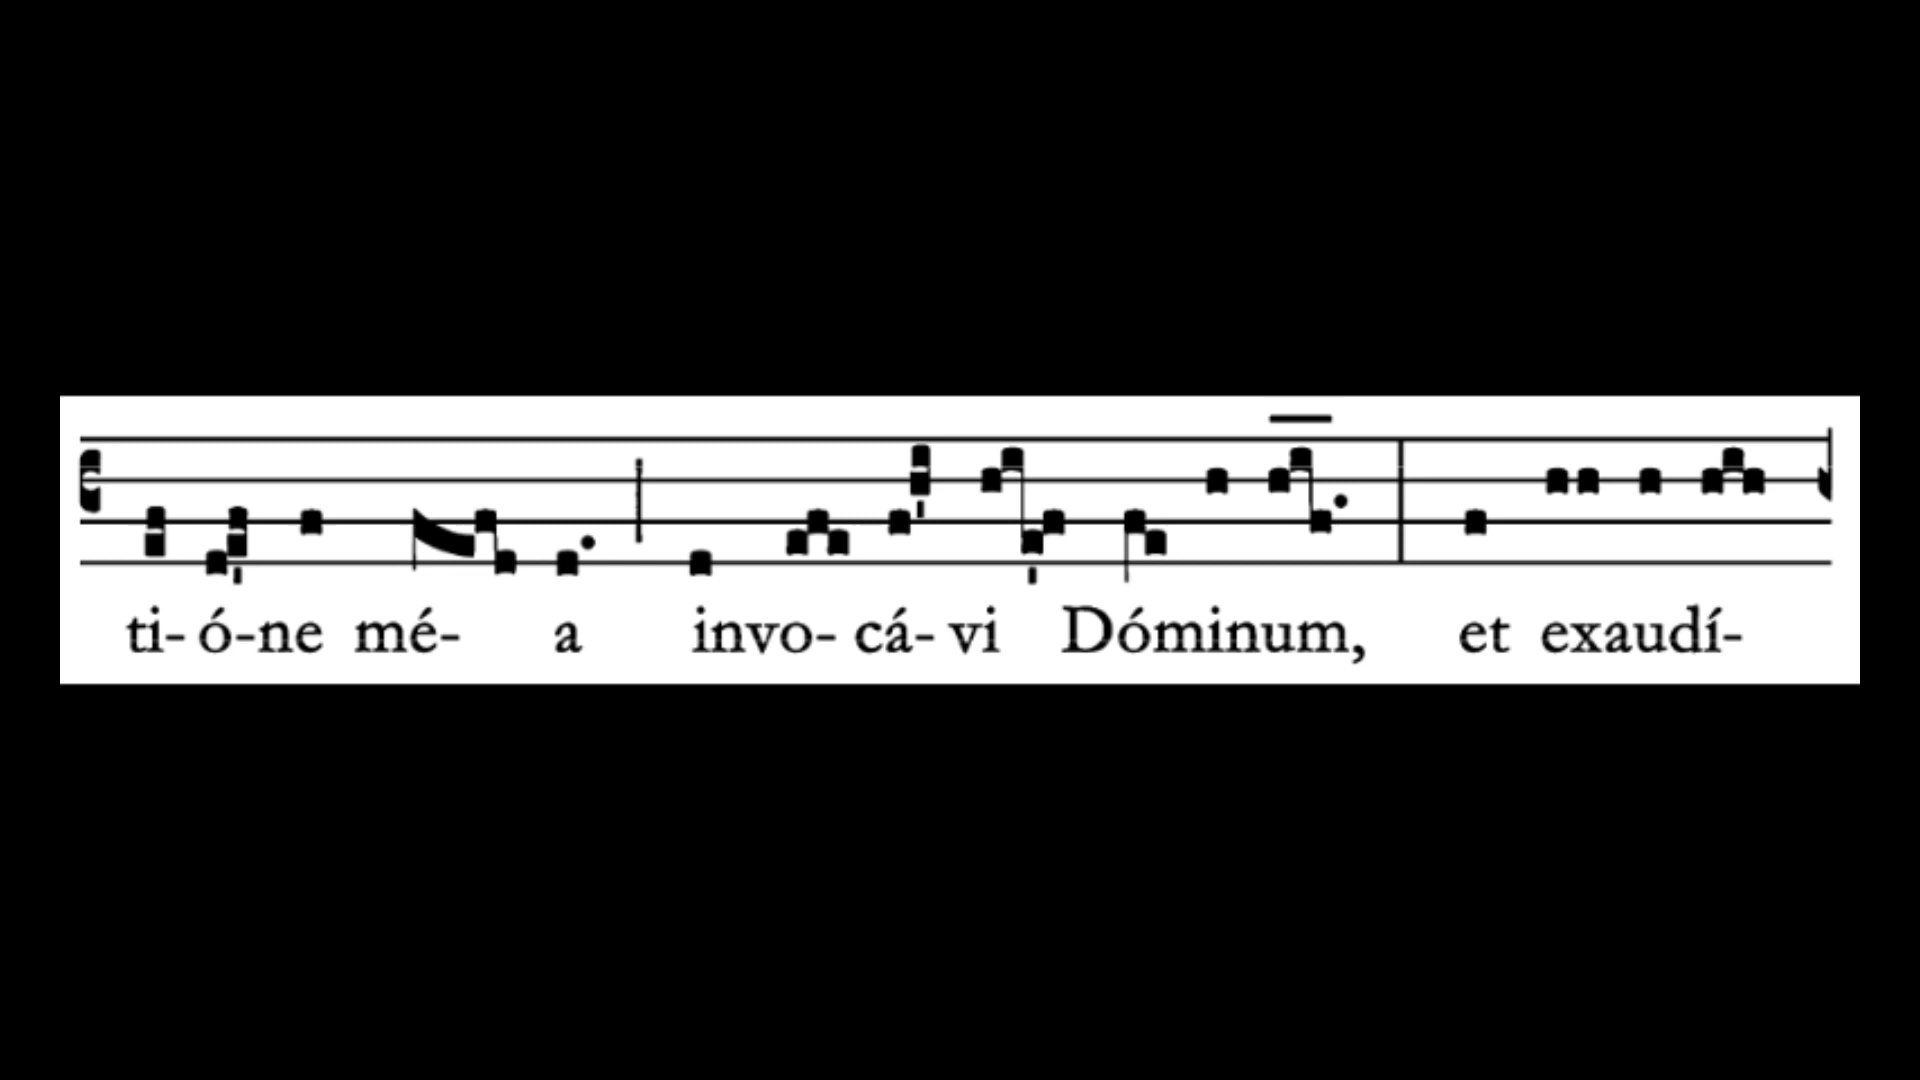 ti- ó-ne mé- a invo- cá- vi Dóminum, et exaudí-